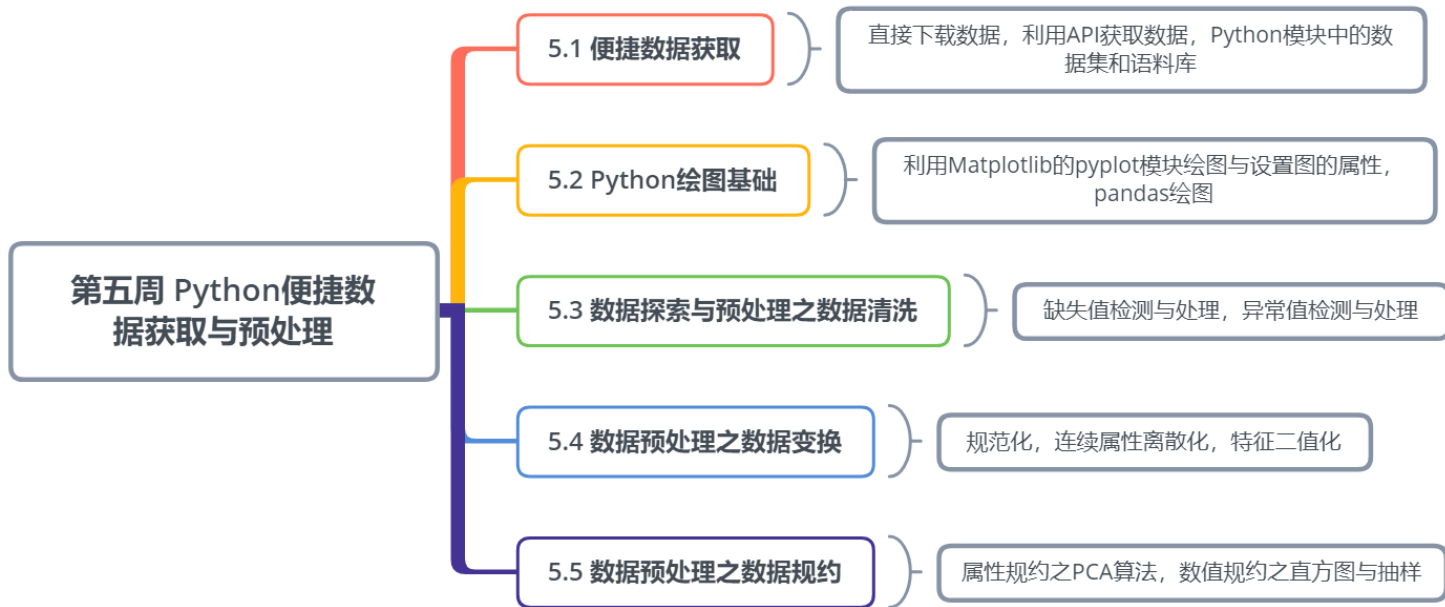 5.1 便捷数据获取
直接下载数据，利用API获取数据，Python模块中的数
据集和语料库
5.2 Python绘图基础
利用Matplotlib的pyplot模块绘图与设置图的属性，
pandas绘图
第五周 Python便捷数
据获取与预处理
5.3 数据探索与预处理之数据清洗
缺失值检测与处理，异常值检测与处理
5.4 数据预处理之数据变换
规范化，连续属性离散化，特征二值化
5.5 数据预处理之数据规约
属性规约之PCA算法，数值规约之直方图与抽样